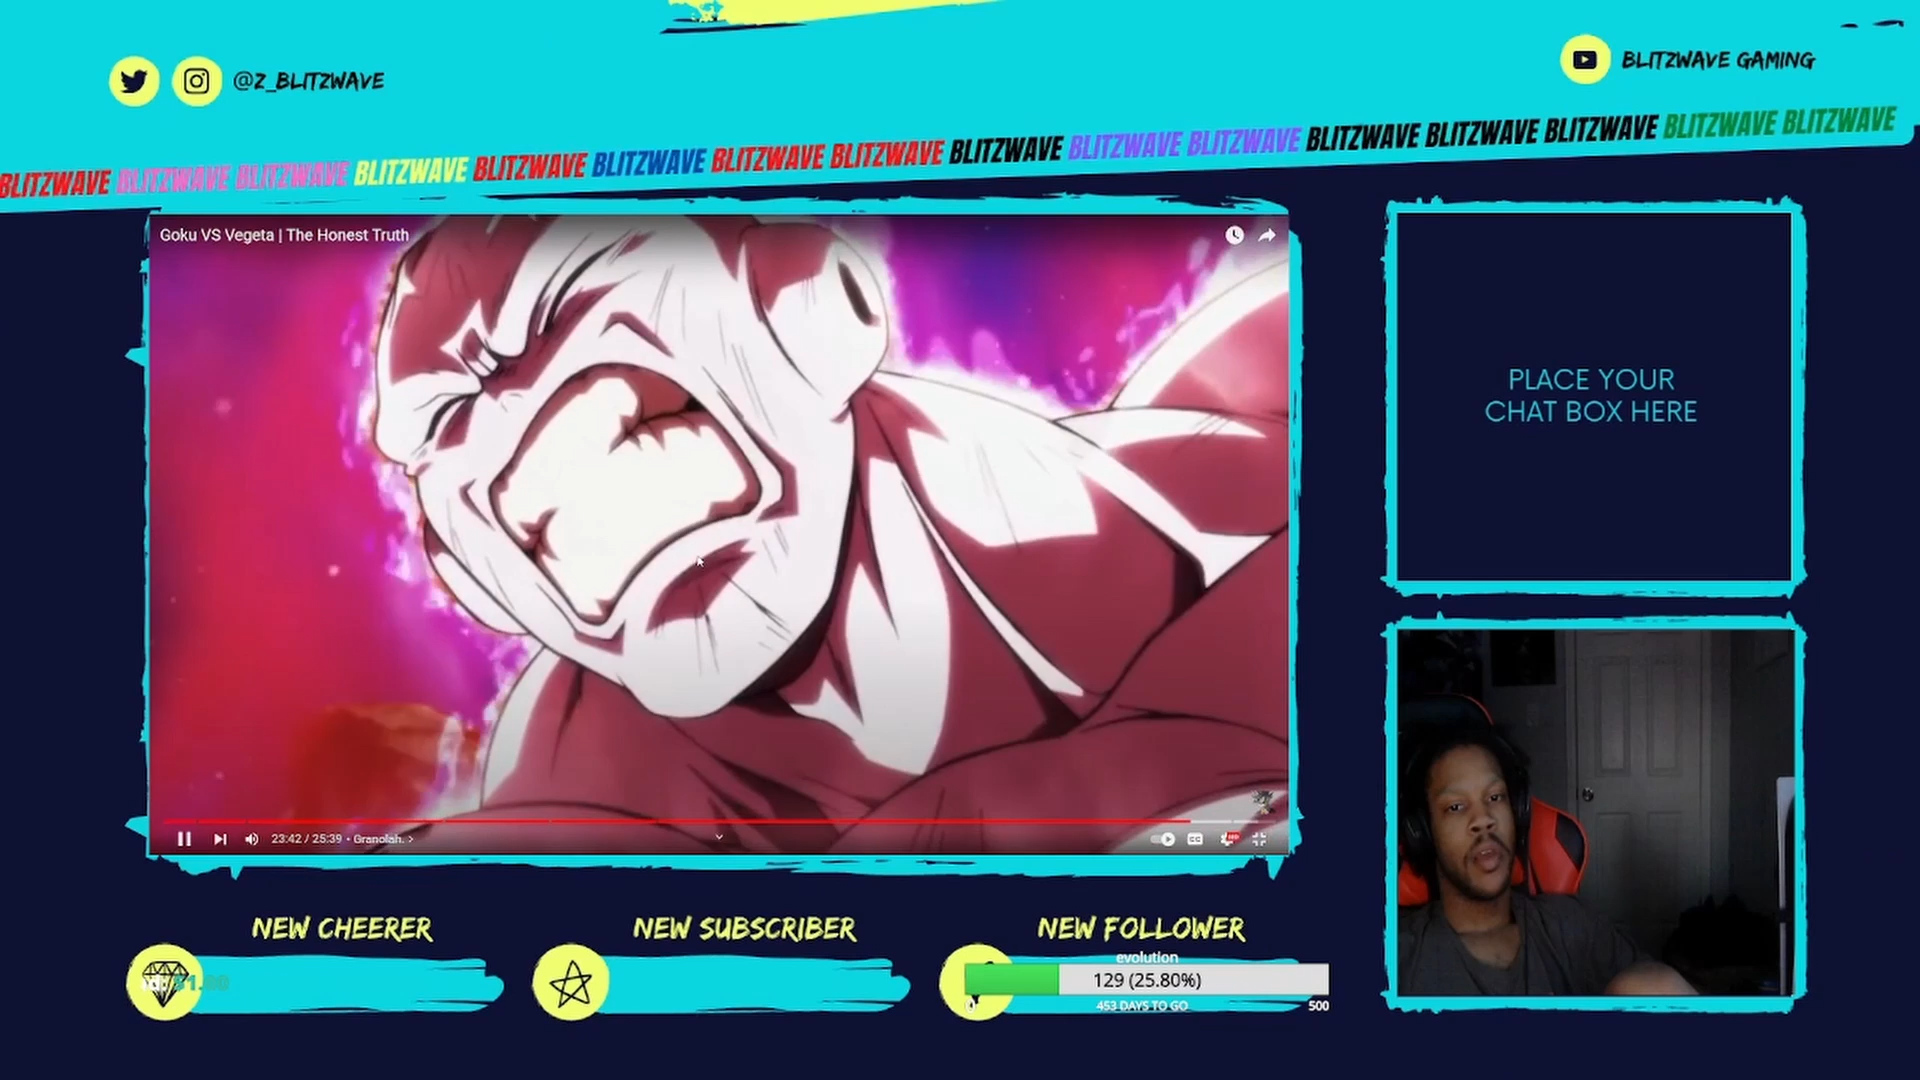 @Z_BLITZWAVE
BLITZWAVE GAMING
BLITZWAVE BLITZWAVE BLITZWAVE BLITZWAVE BLITZWAVE BLITZWAVE BLITZWAVE BLITZWAVE BLITZWAVE BLITZWAVE BLITZWAVE BLITZWAVE BLITZWAVE BLITZWAVE BLITZWAVE BLITZWAVE
Goku VS Vegeta | The Honest Truth
PLACE YOUR
CHAT BOX HERE
23:42 / 25:39 • Granolah. >
CC
NEW CHEERER
NEW SUBSCRIBER
NEW FOLLOWER
evolution
129 (25.80%)
0
453 DAYS TO GO
500